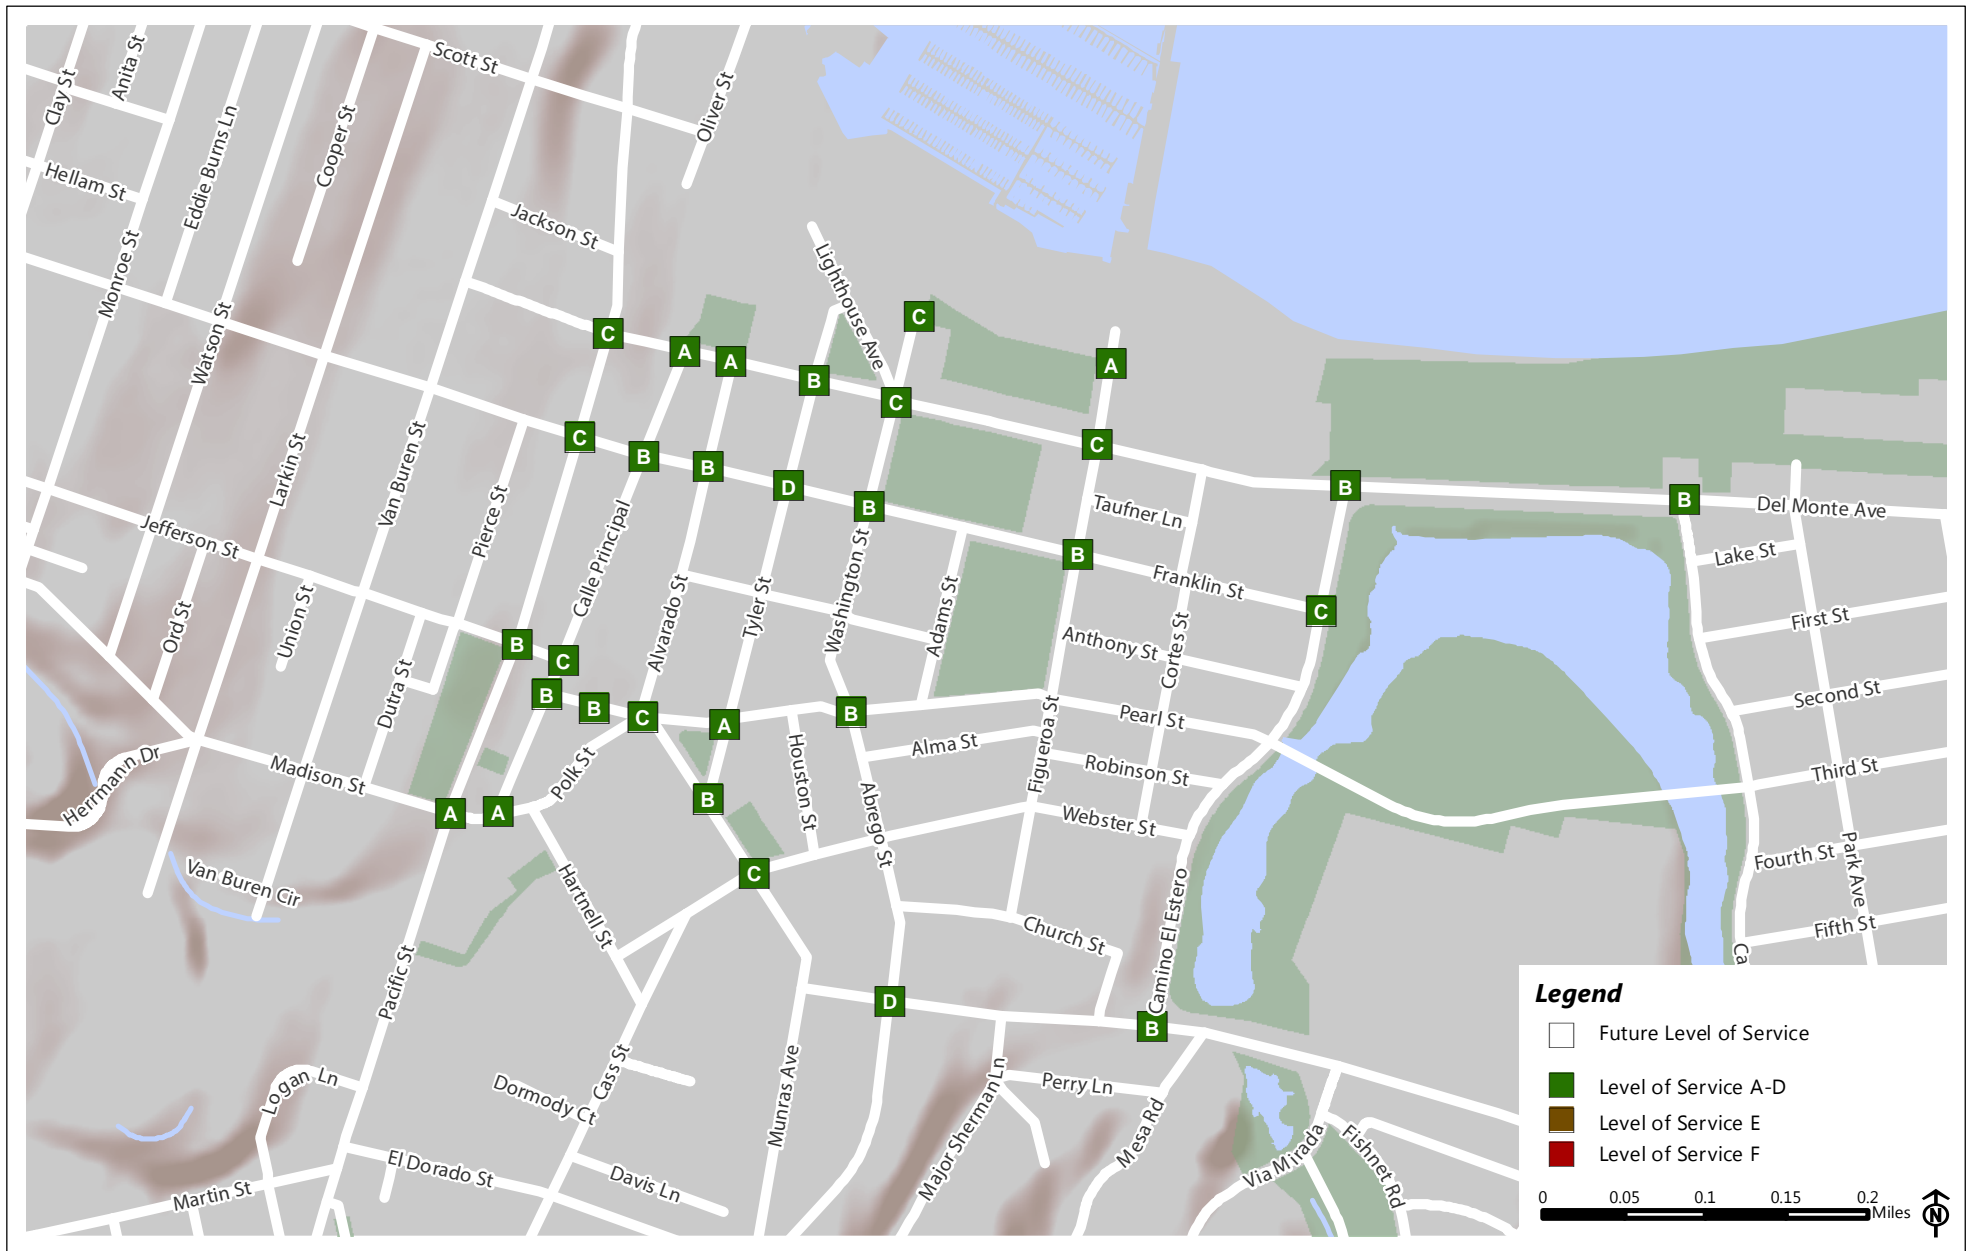 Scott St
Anita St
Clay St
Oliver St
Cooper St
Eddie Burns Ln
Hellam St
Jackson St
Monroe St
Lighthouse Ave
Watson St
C
C
A
A
A
B
C
C
Larkin St
Van Buren St
C
B
B
D
B
B
B
Del Monte Ave
Jefferson St
Pierce St
Calle Principal
Taufner Ln
Lake St
B
Franklin St
C
First St
Ord St
Union St
Alvarado St
Tyler St
Washington St
Adams St
Anthony St
Cortes St
B
C
Dutra St
B
B
C
A
B
Figueroa St
Pearl St
Second St
Alma St
Robinson St
Third St
Herrmann Dr
Madison St
Polk St
Houston St
Abrego St
Webster St
A
A
B
Park Ave
Fourth St
Van Buren Cir
C
Hartnell St
Church St
Camino El Estero
Fifth St
Ca
Pacific St
D
B
Logan Ln
Dormody Ct
Cass St
Munras Ave
Major Sherman Ln
Perry Ln
Mesa Rd
Via Mirada
Fishnet Rd
El Dorado St
Davis Ln
Martin St
Legend
Future Level of Service
Level of Service A-D
Level of Service E
Level of Service F
0 0.05 0.1 0.15 0.2
Miles
N